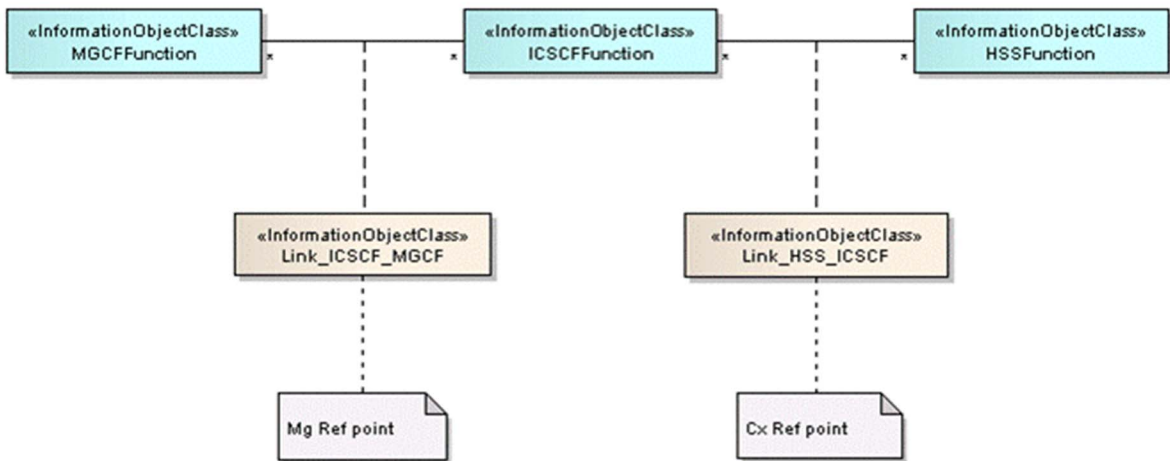 «InformationObjectClass»
MGCFFunction
«InformationObjectClass»
ICSCFFunction
«InformationObjectClass»
HSSFunction
*
*
*
*
«InformationObjectClass»
Link_ICSCF_MGCF
«InformationObjectClass»
Link_HSS_ICSCF
Mg Ref point
Cx Ref point